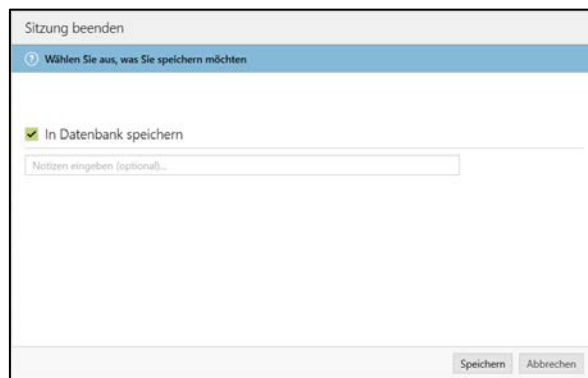 Sitzung beenden
Wählen Sie aus, was Sie speichern möchten
In Datenbank speichern
Notizen eingeben (optional)...
Speichern Abbrechen